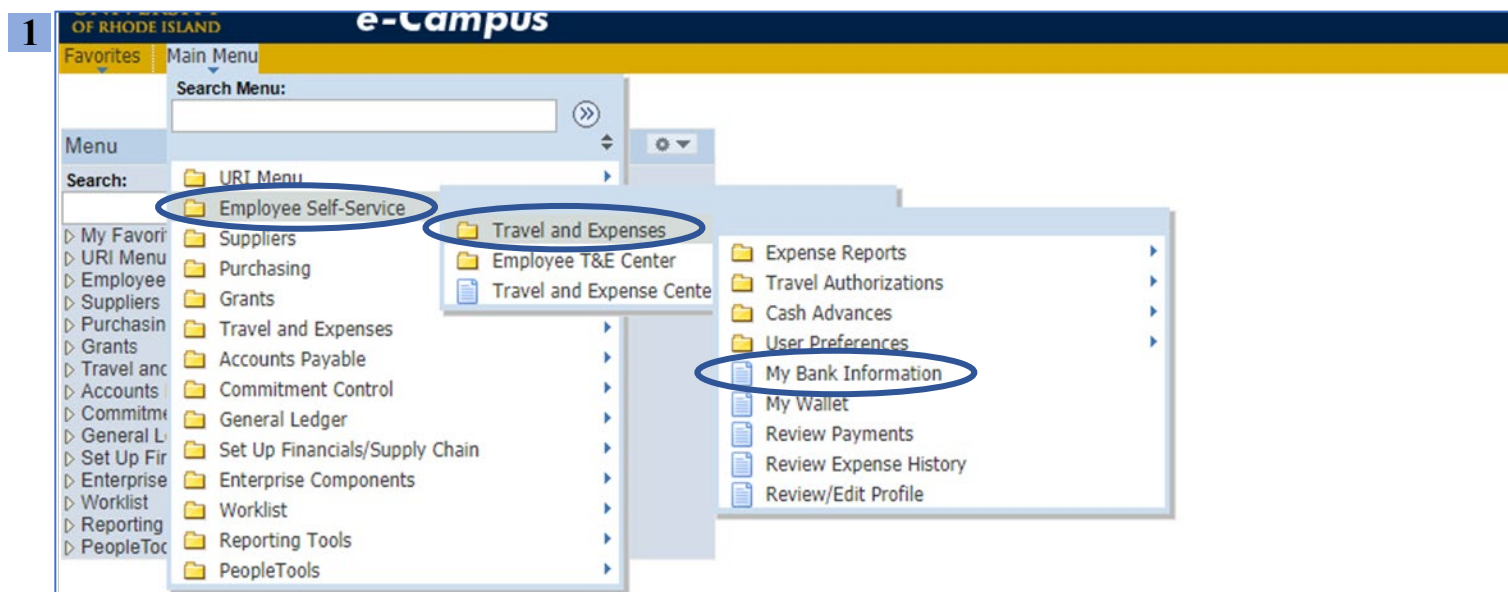 1
OF RHODE ISLAND
e-Campus
Favorites Main Menu
Search Menu:
Menu
Search:
My Favorit
URI Menu
Employee
Suppliers
Purchasin
Grants
Travel and
Accounts
Commitme
General L
Set Up Fir
Enterprise
Worklist
Reporting
PeopleToo
URI Menu
Employee Self-Service
Suppliers
Purchasing
Grants
Travel and Expenses
Accounts Payable
Commitment Control
General Ledger
Set Up Financials/Supply Chain
Enterprise Components
Worklist
Reporting Tools
PeopleTools
Travel and Expenses
Employee T&E Center
Travel and Expense Cente
Expense Reports
Travel Authorizations
Cash Advances
User Preferences
My Bank Information
My Wallet
Review Payments
Review Expense History
Review/Edit Profile